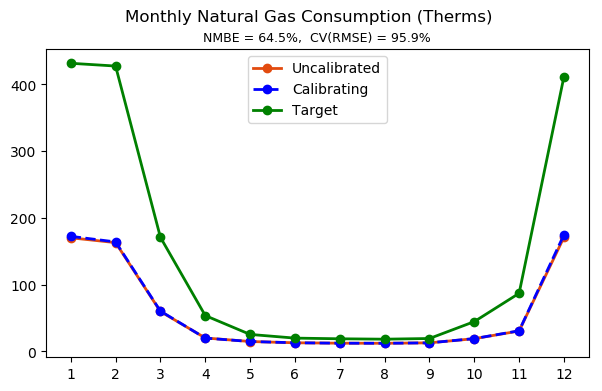 Monthly Natural Gas Consumption (Therms)
NMBE = 64.5%,  CV(RMSE) = 95.9%
Uncalibrated
Calibrating
Target
400
300
200
100
0
1 2 3 4 5 6 7 8 9 10 11 12